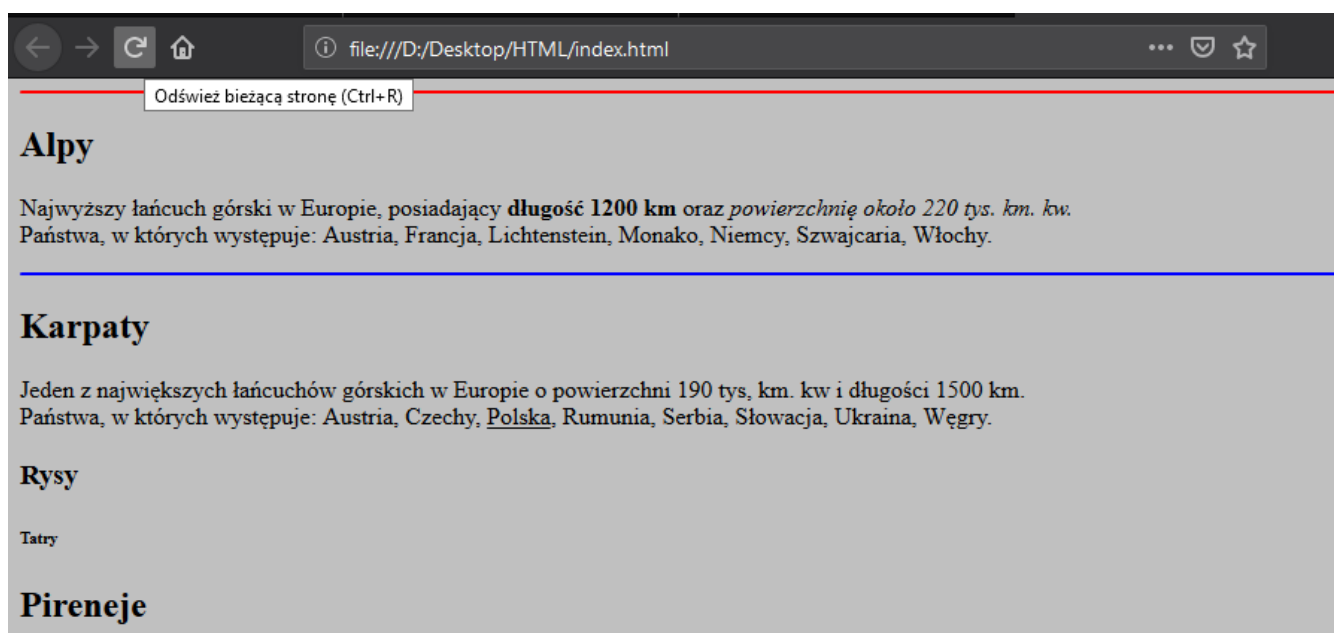 file:///D:/Desktop/HTML/index.html
Odśwież bieżącą stronę (Ctrl+R)
Alpy
Najwyższy łańcuch górski w Europie, posiadający długość 1200 km oraz powierzchnię około 220 tys. km. kw.
Państwa, w których występuje: Austria, Francja, Lichtenstein, Monako, Niemcy, Szwajcaria, Włochy.
Karpaty
Jeden z największych łańcuchów górskich w Europie o powierzchni 190 tys, km. kw i długości 1500 km.
Państwa, w których występuje: Austria, Czechy, Polska, Rumunia, Serbia, Słowacja, Ukraina, Węgry.
Rysy
Tatry
Pireneje